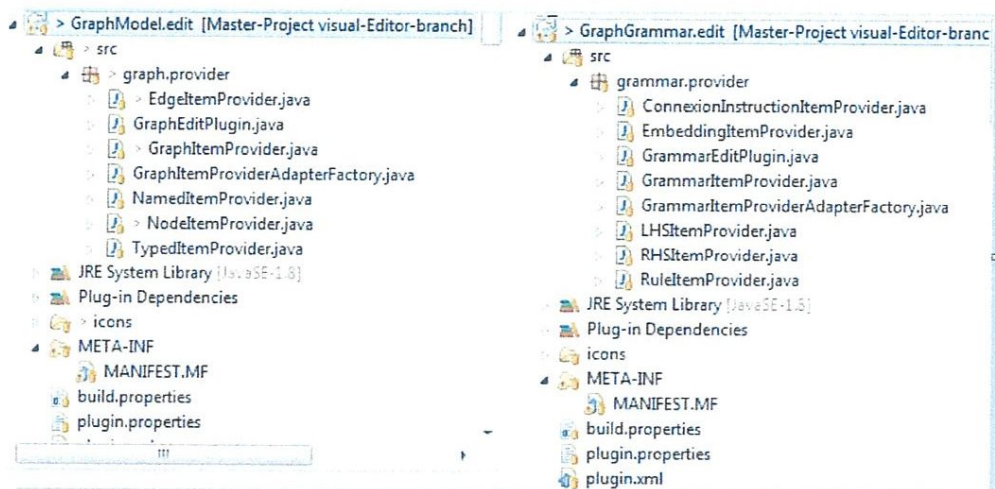 > GraphModel.edit [Master-Project visual-Editor-branch]
> src
> graph.provider
> EdgeItemProvider.java
GraphEditPlugin.java
> GraphItemProvider.java
GraphItemProviderAdapterFactory.java
NamedItemProvider.java
> NodeItemProvider.java
TypedItemProvider.java
JRE System Library [JavaSE-1.8]
Plug-in Dependencies
> icons
META-INF
MANIFEST.MF
build.properties
plugin.properties
> GraphGrammar.edit [Master-Project visual-Editor-branc
src
grammar.provider
ConnexionInstructionItemProvider.java
EmbeddingItemProvider.java
GrammarEditPlugin.java
GrammarItemProvider.java
GrammarItemProviderAdapterFactory.java
LHSItemProvider.java
RHSItemProvider.java
RuleItemProvider.java
JRE System Library [JavaSE-1.8]
Plug-in Dependencies
icons
META-INF
MANIFEST.MF
build.properties
plugin.properties
plugin.xml